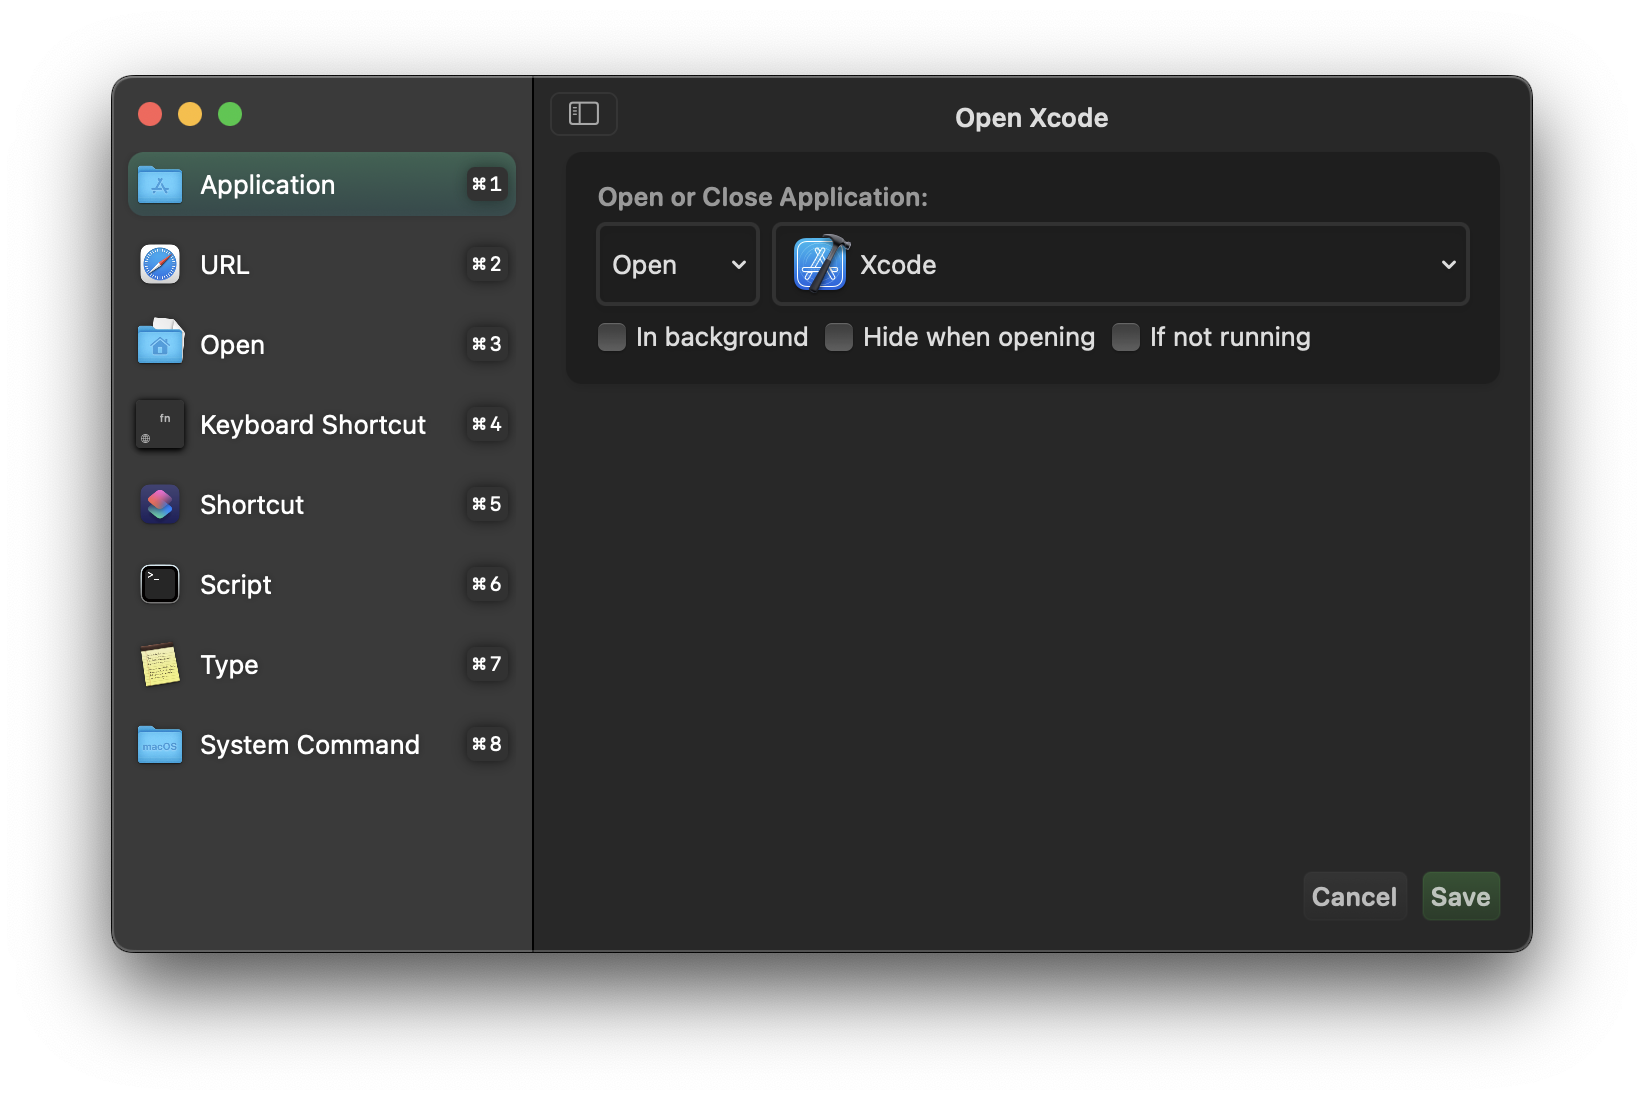 Application ⌘1
URL ⌘2
Open ⌘3
fn
Keyboard Shortcut ⌘4
Shortcut ⌘5
>_
Script ⌘6
Type ⌘7
macOS
System Command ⌘8
Open Xcode
Open or Close Application:
Open
Xcode
In background Hide when opening If not running
Cancel Save